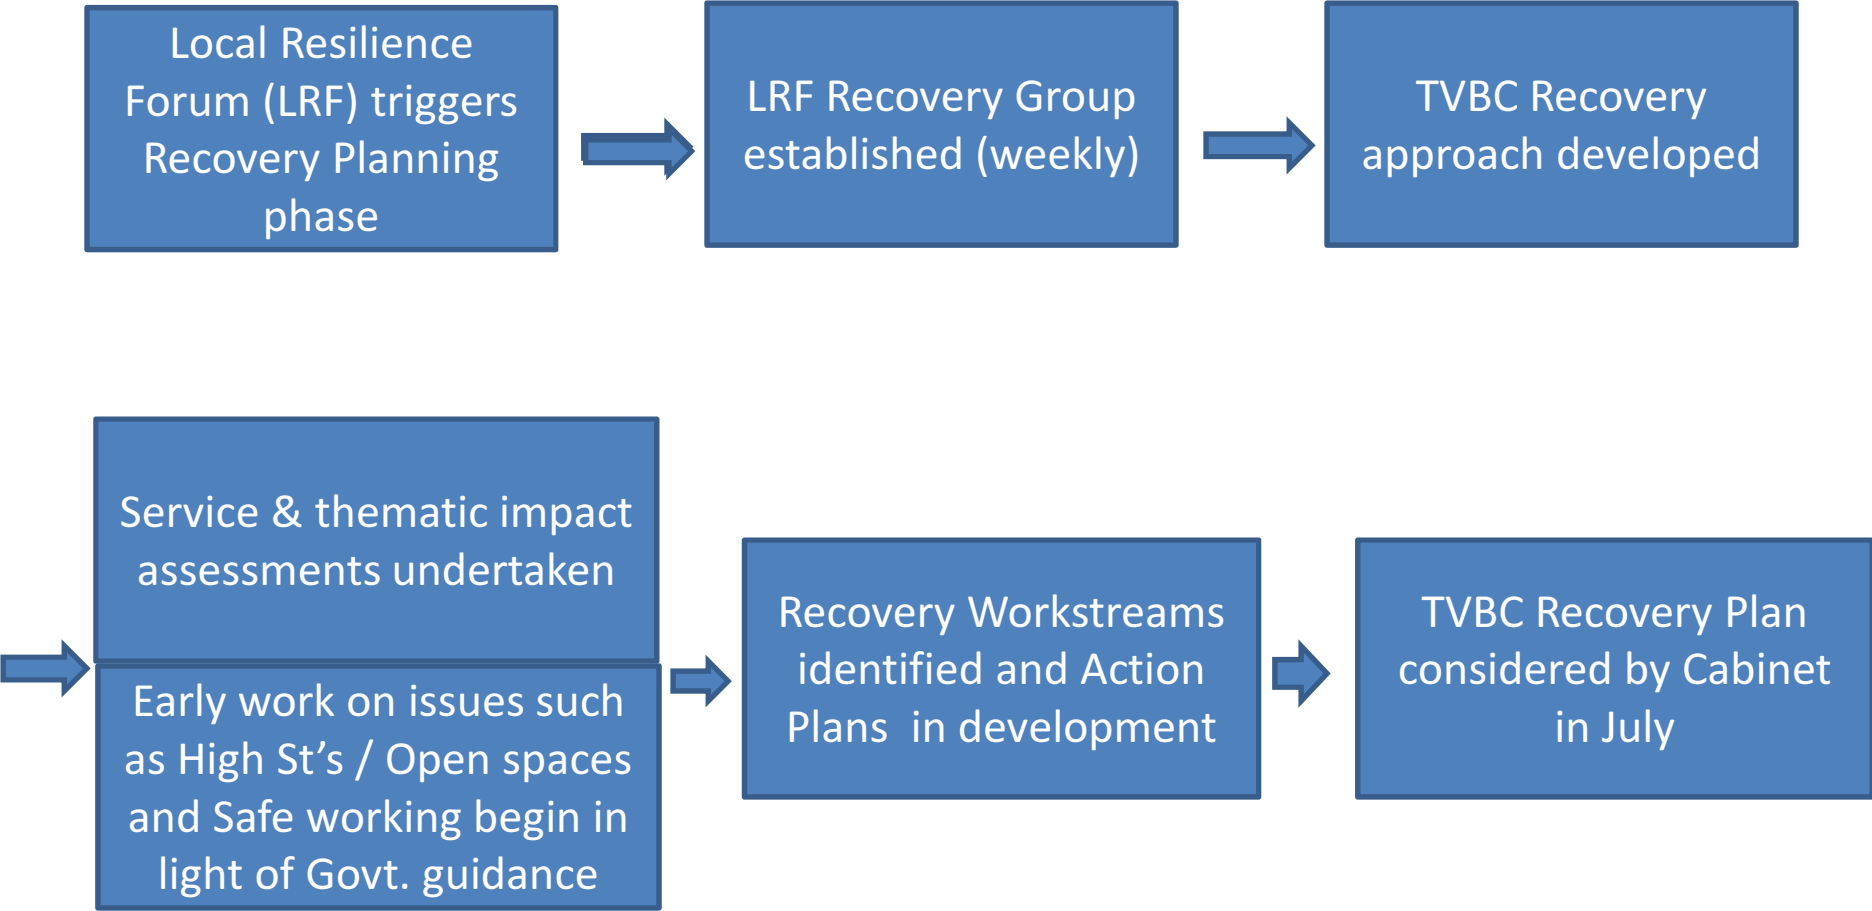 Local Resilience
Forum (LRF) triggers
Recovery Planning
phase
LRF Recovery Group
established (weekly)
TVBC Recovery
approach developed
Service & thematic impact
assessments undertaken
Early work on issues such
as High St’s / Open spaces
and Safe working begin in
light of Govt. guidance
Recovery Workstreams
identified and Action
Plans  in development
TVBC Recovery Plan
considered by Cabinet
in July